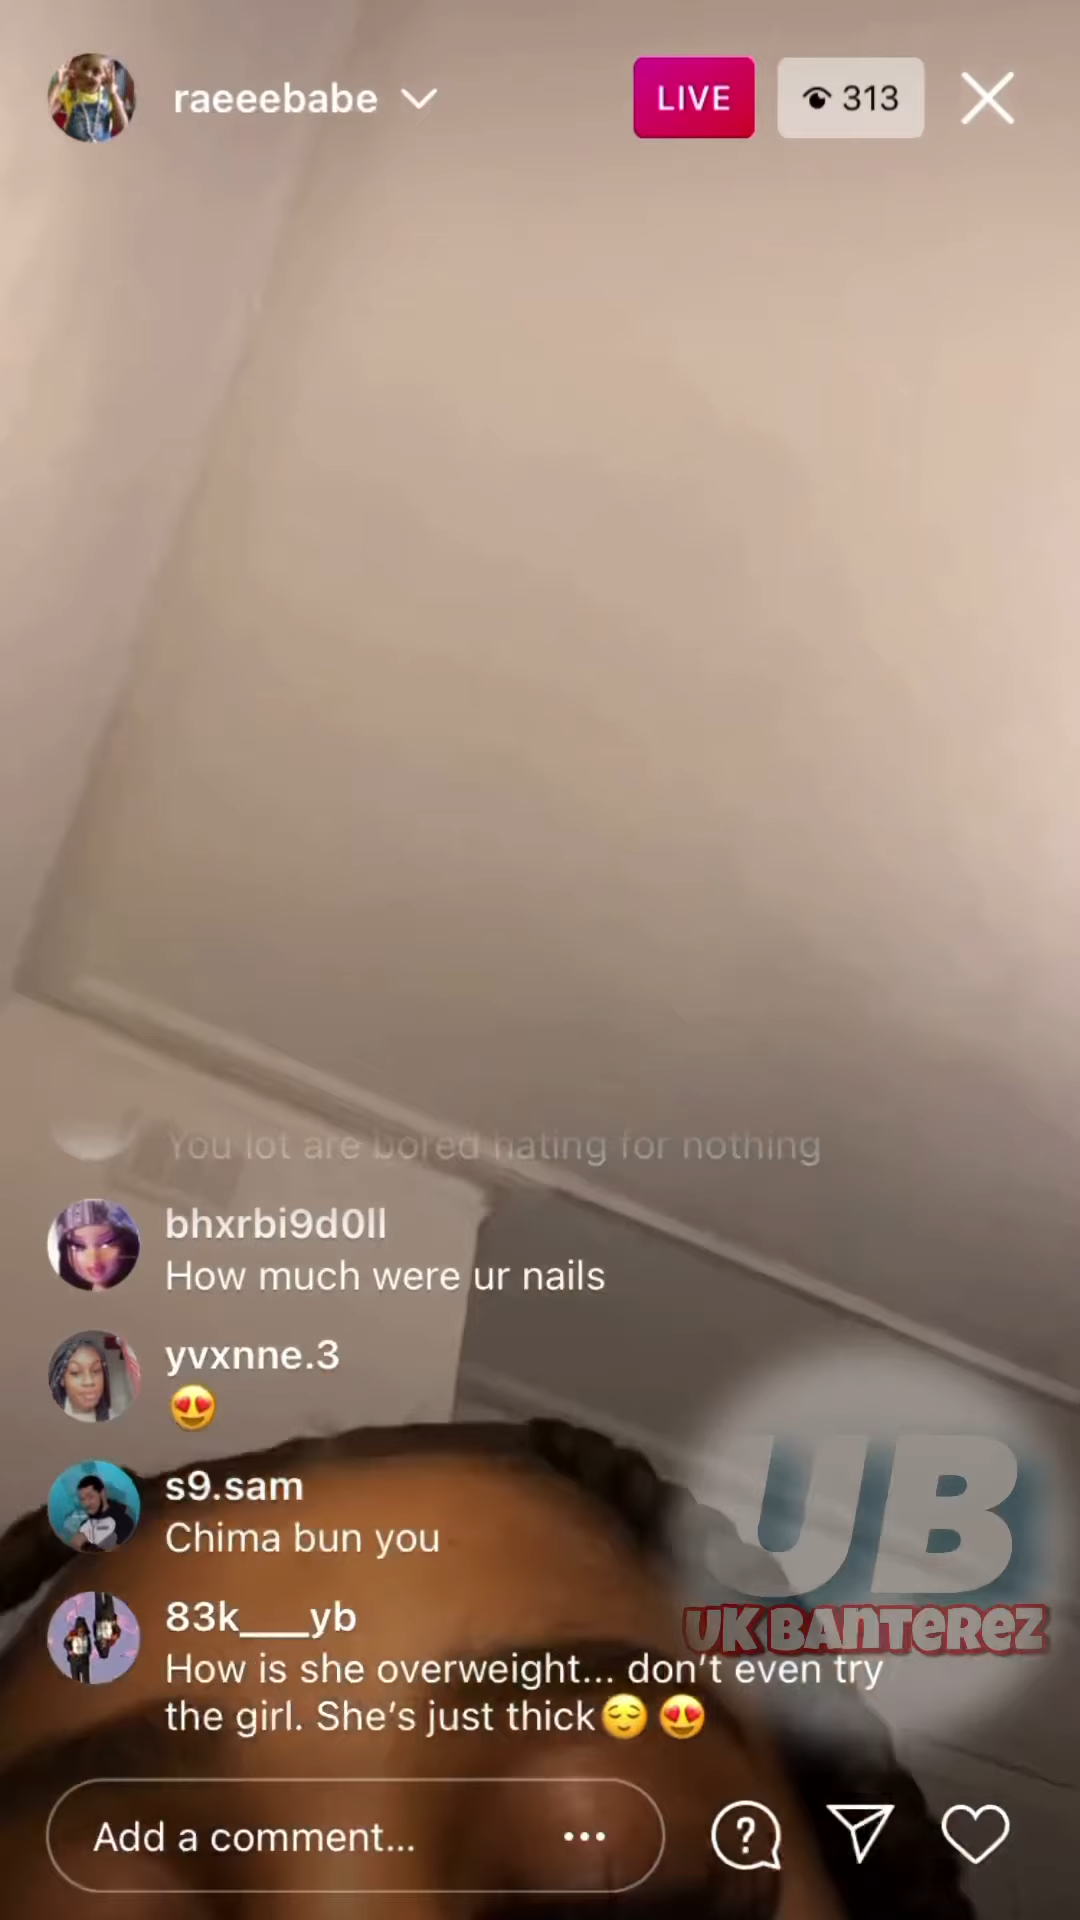 raeeebabe
LIVE
313
You lot are bored hating for nothing
bhxrbi9d0ll
How much were ur nails
yvxnne.3
😍
s9.sam
Chima bun you
83k____yb
How is she overweight... don't even try
the girl. She's just thick😌😍
UB
UK BANTEREZ
Add a comment...